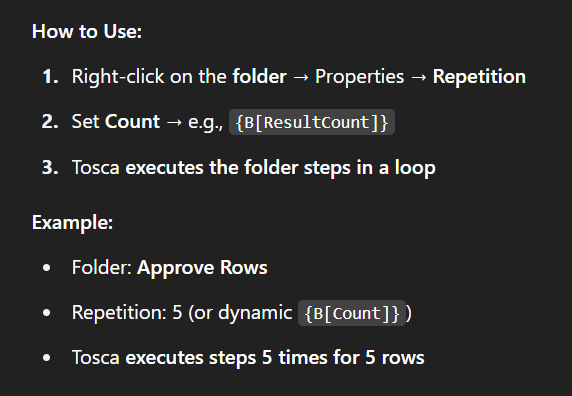 How to Use:
1. Right-click on the folder → Properties → Repetition
2. Set Count → e.g., {B[ResultCount]}
3. Tosca executes the folder steps in a loop
Example:
• Folder: Approve Rows
• Repetition: 5 (or dynamic {B[Count]})
• Tosca executes steps 5 times for 5 rows